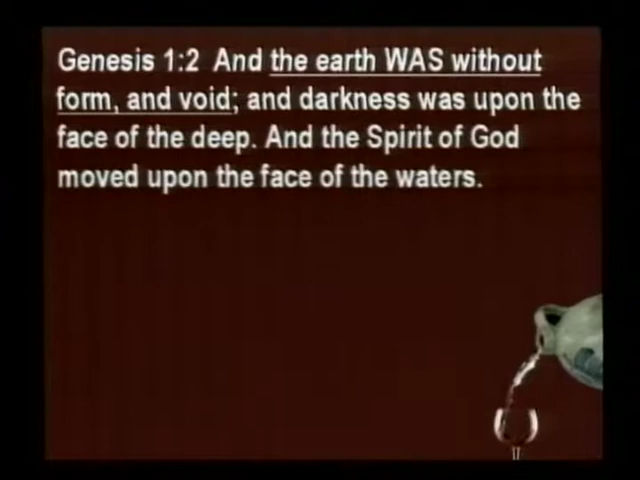 Genesis 1:2 And the earth WAS without
form, and void; and darkness was upon the
face of the deep. And the Spirit of God
moved upon the face of the waters.